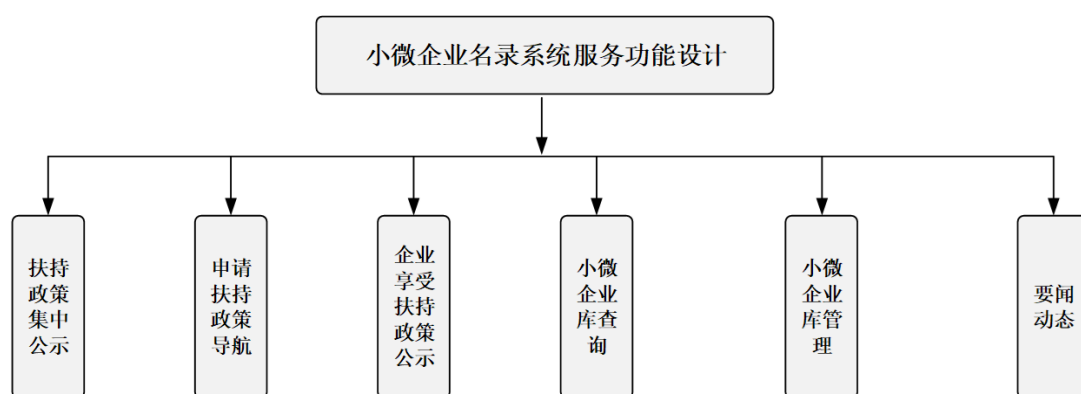 小微企业名录系统服务功能设计
扶持
政策
集中
公示
申请
扶持
政策
导航
企业
享受
扶持
政策
公示
小微
企业
库查
询
小微
企业
库管
理
要闻
动态